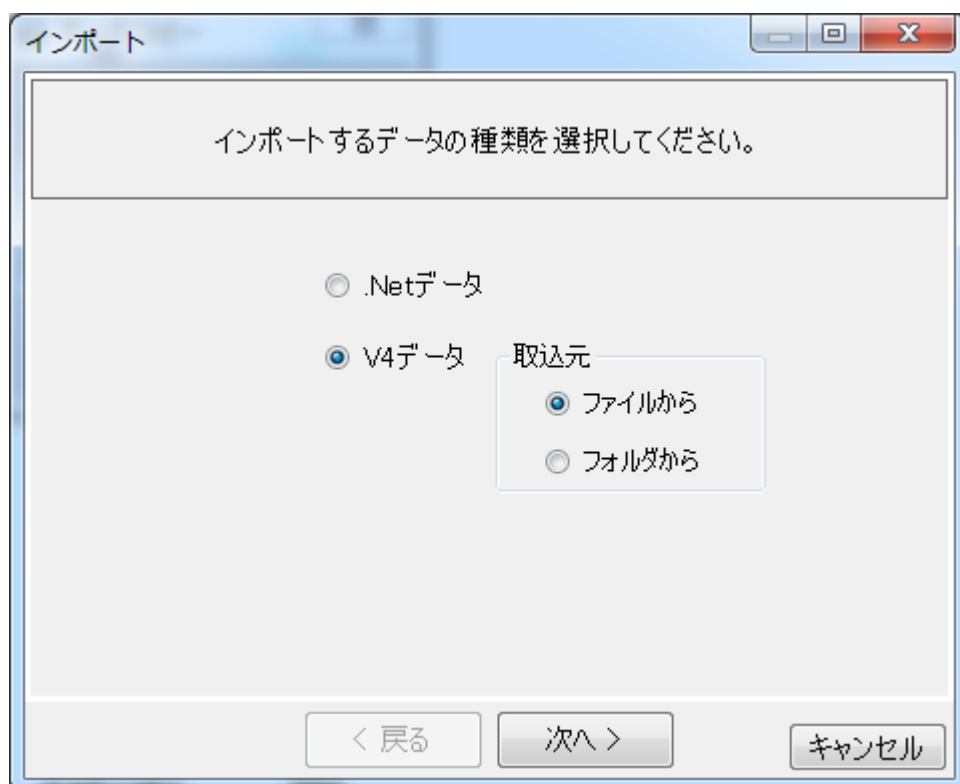 インポート
インポートするデータの種類を選択してください。
.Netデータ
V4データ
取込元
ファイルから
フォルダから
< 戻る
次へ >
キャンセル